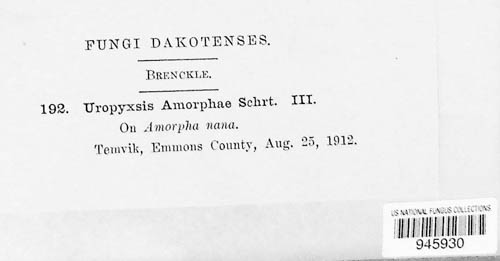 FUNGI DAKOTENSES.
BRENCKLE.
192. Uropyxsis Amorphae Schrt. III.
On Amorpha nana.
Temvik, Emmons County, Aug. 25, 1912.
US NATIONAL FUNGUS COLLECTIONS
945930